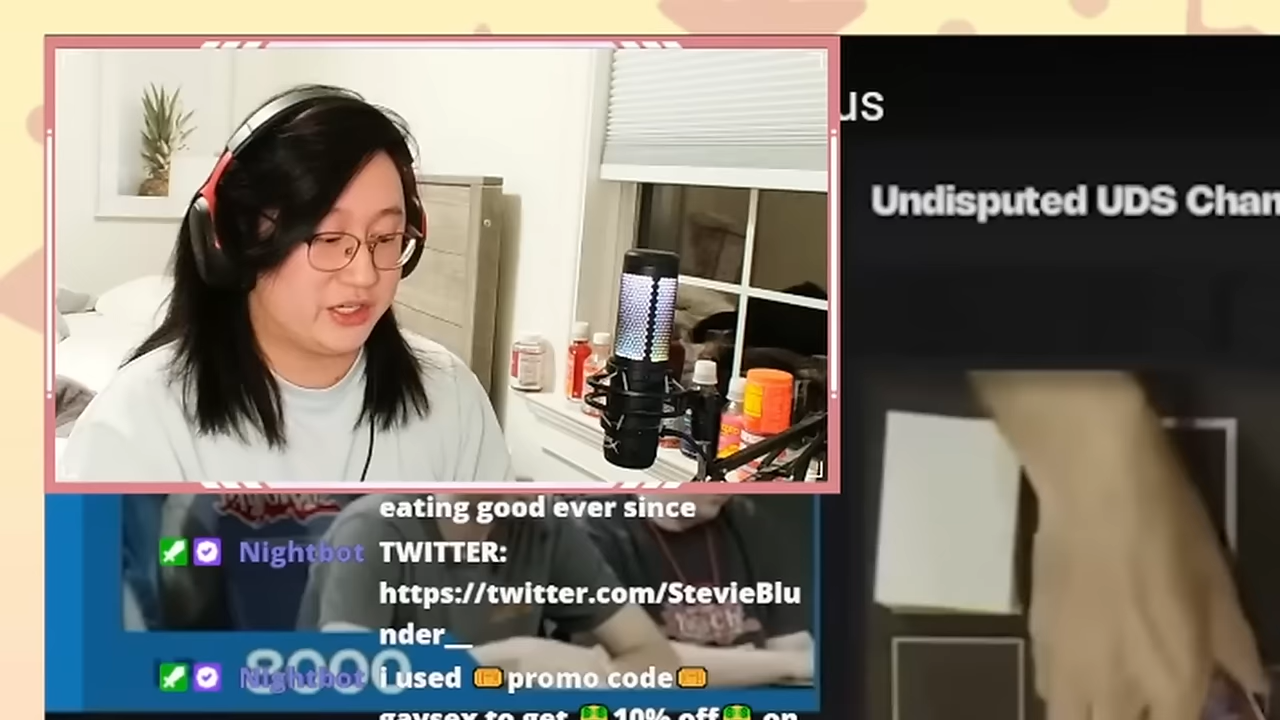 us
Undisputed UDS Chan
eating good ever since
Nightbot TWITTER:
https://twitter.com/StevieBlu
nder__
8000
Nightbot i used 🎫promo code🎫
gaysex to get 🤑10% off🤑 on